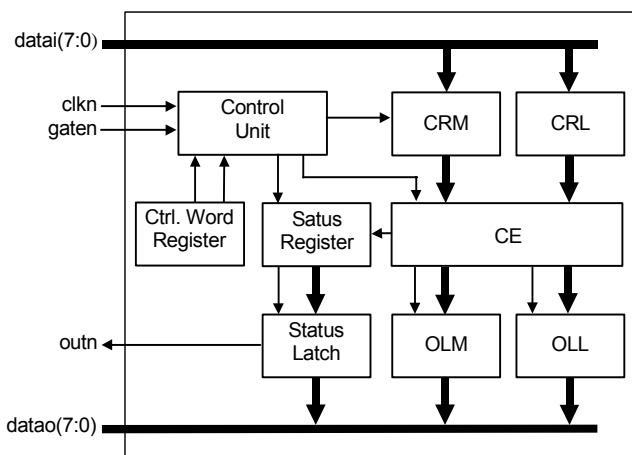 datai(7:0)
clkn
gaten
Control
Unit
CRM
CRL
Ctrl. Word
Register
Satus
Register
CE
outn
Status
Latch
OLM
OLL
datao(7:0)